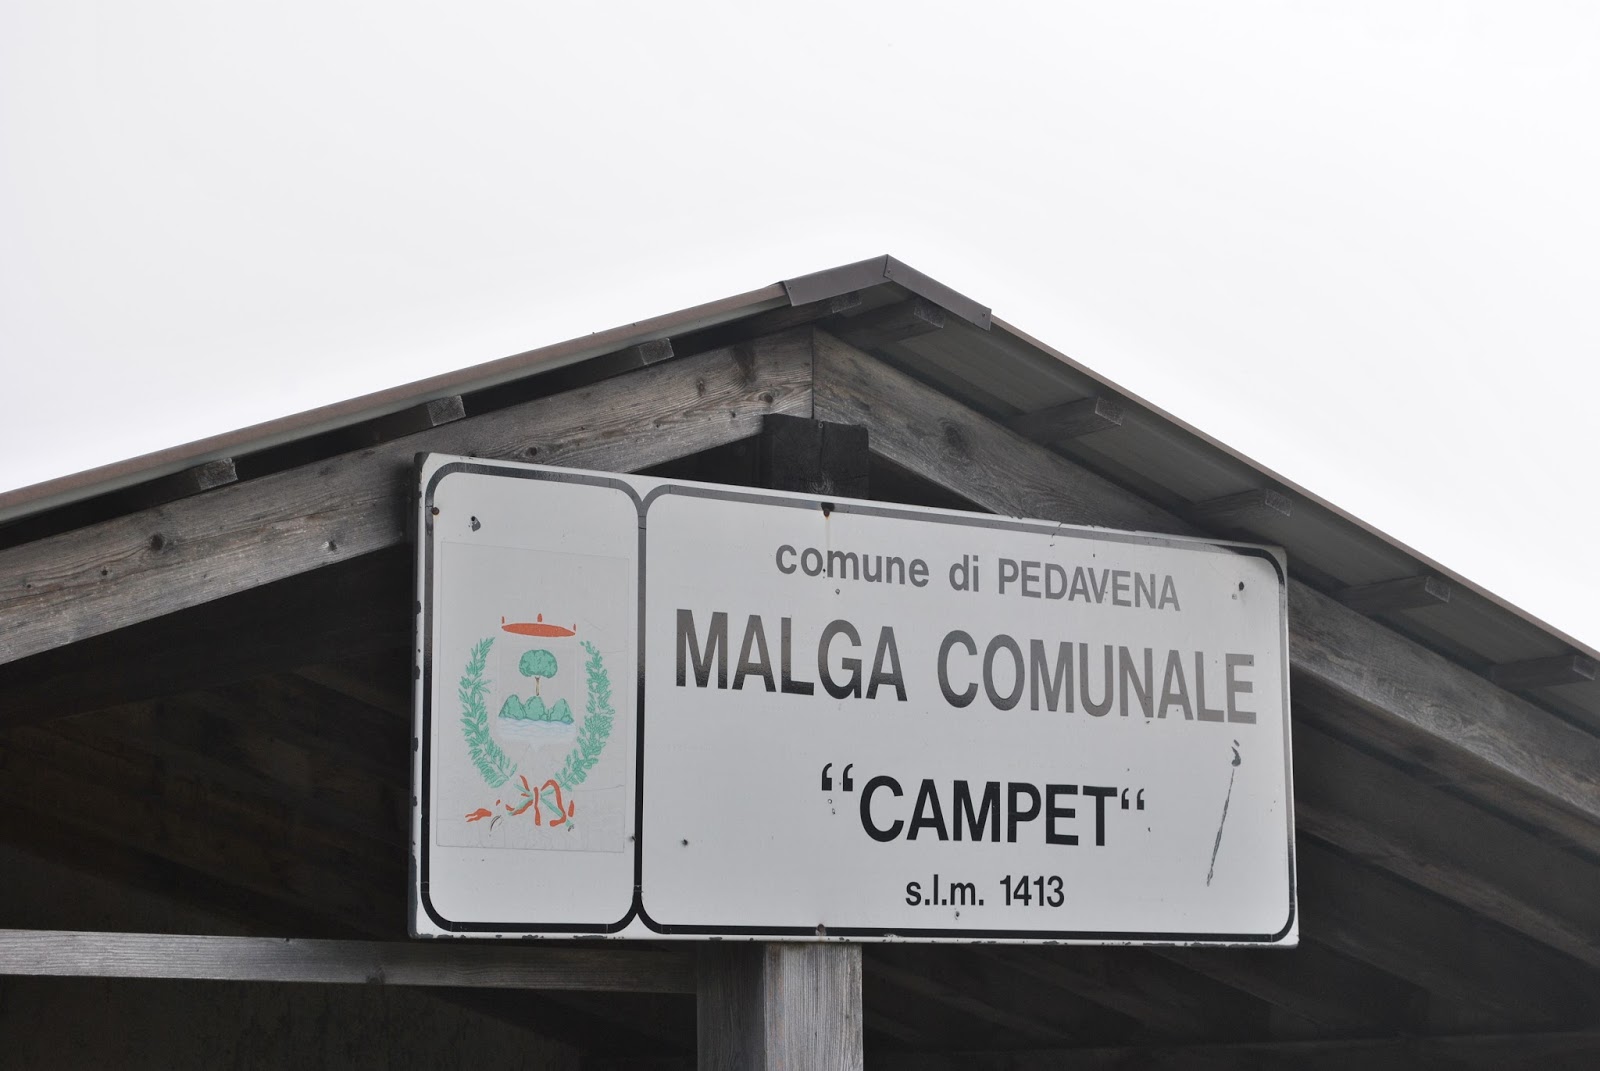 comune di PEDAVENA
MALGA COMUNALE
“CAMPET“
s.l.m. 1413